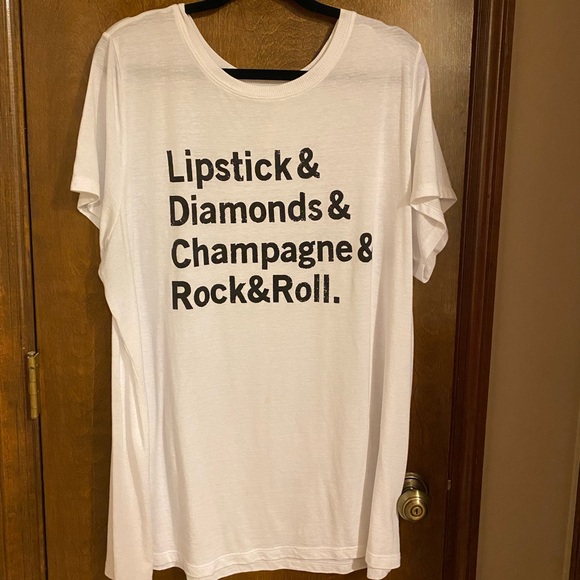 Lipstick&
Diamonds&
Champagne&
Rock&Roll.